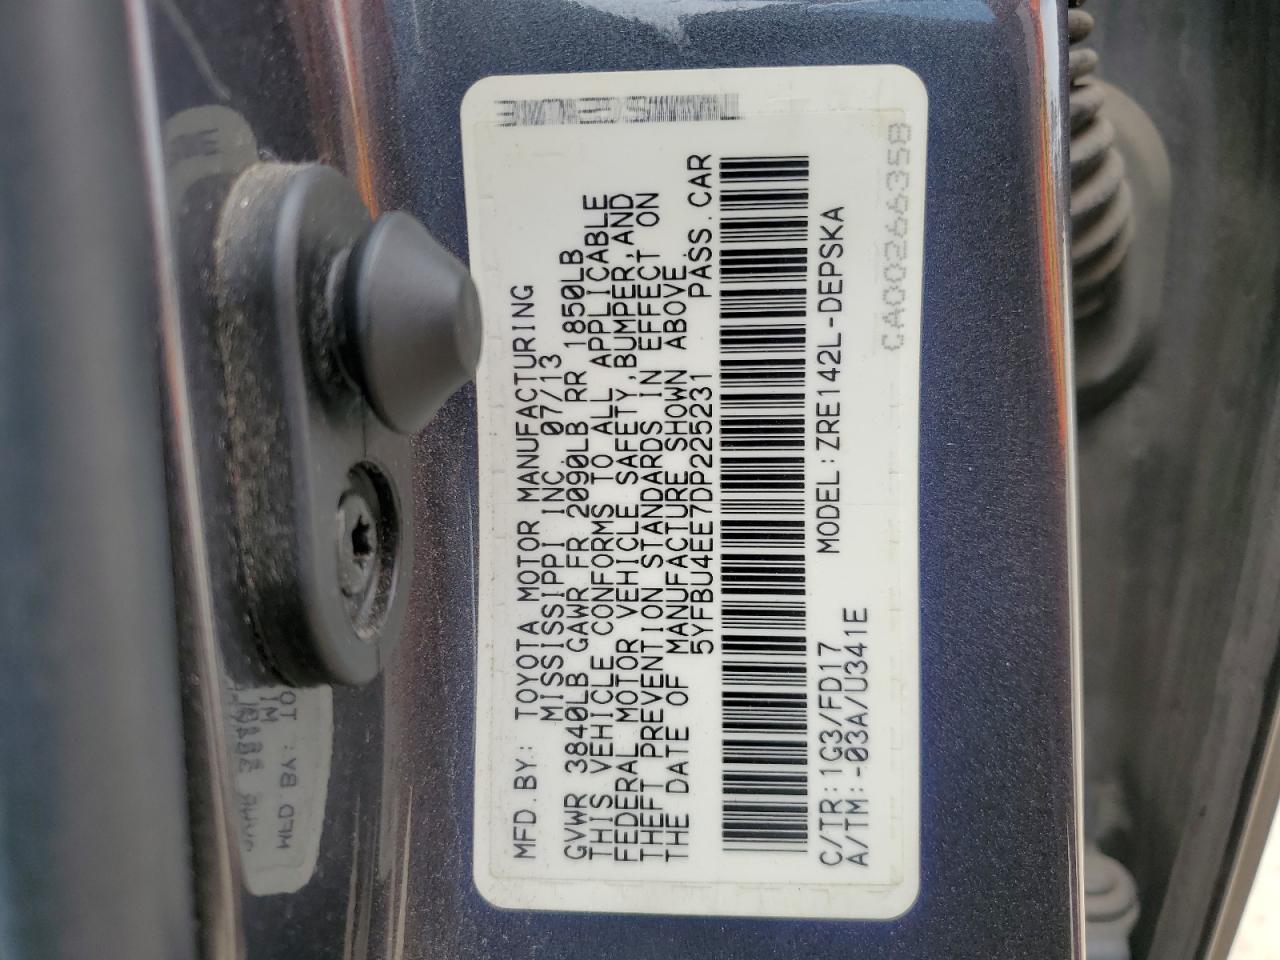 MFD.BY: TOYOTA MOTOR MANUFACTURING
MISSISSIPPI INC. 07/13
GVWR 3840LB GAWR FR 2090LB RR 1850LB
THIS VEHICLE CONFORMS TO ALL APPLICABLE
FEDERAL MOTOR VEHICLE SAFETY,BUMPER,AND
THEFT PREVENTION STANDARDS IN EFFECT ON
THE DATE OF MANUFACTURE SHOWN ABOVE.
5YFBU4EE7DP225231 PASS.CAR
C/TR:1G3/FD17 MODEL:ZRE142L-DEPSKA
A/TM:-03A/U341E
CA00266358